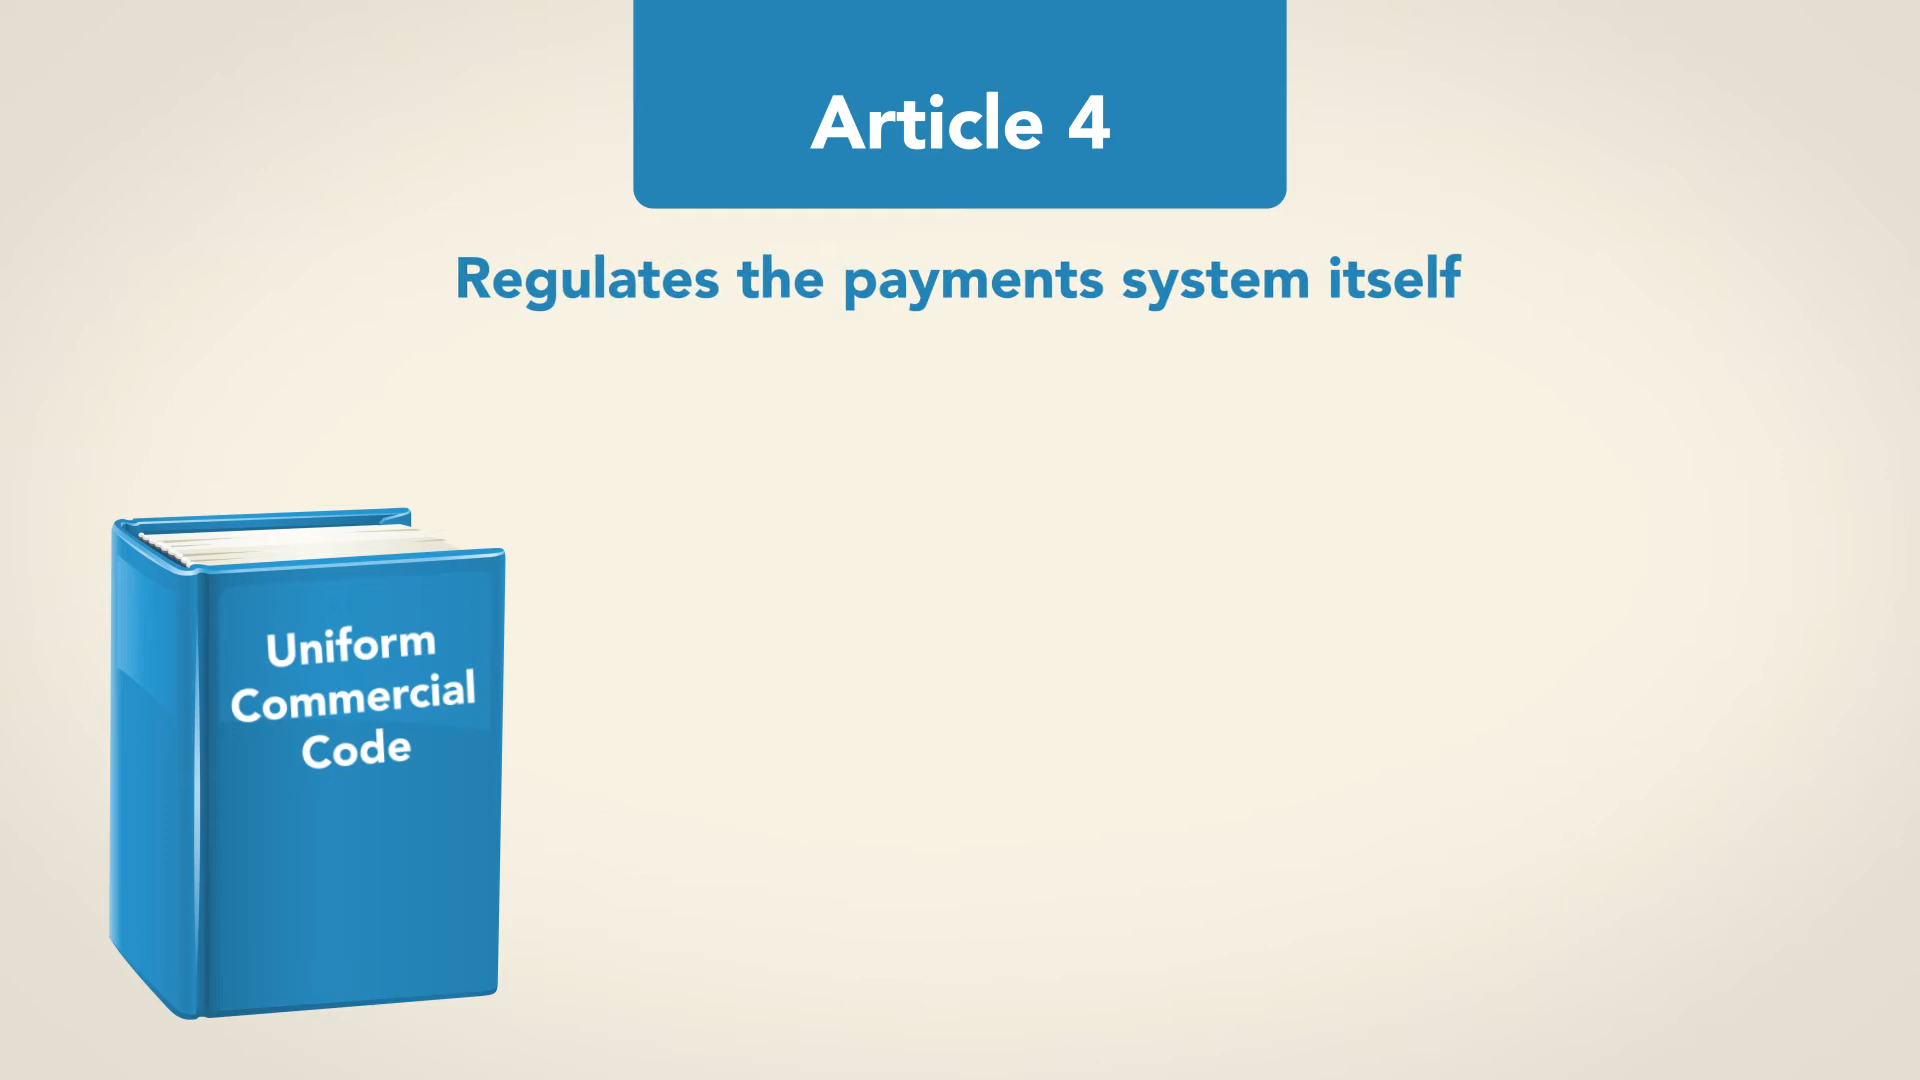 Article 4
Regulates the payments system itself
Uniform
Commercial
Code